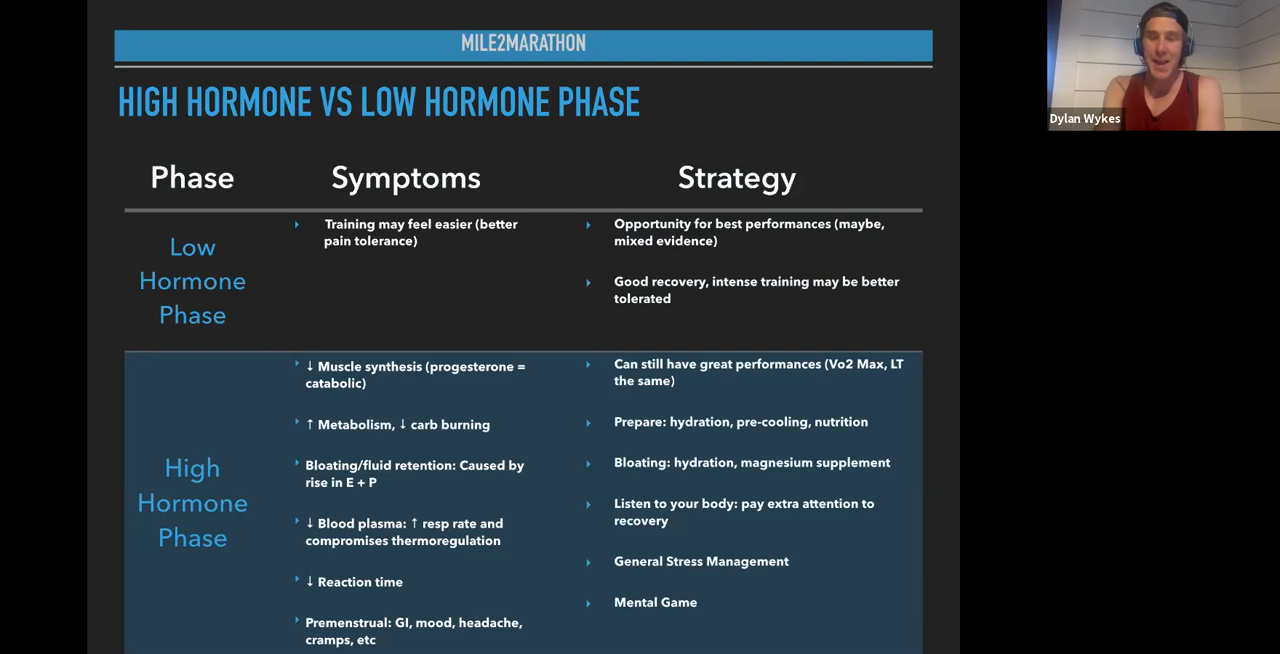 MILE2MARATHON
HIGH HORMONE VS LOW HORMONE PHASE
Phase
Symptoms
Strategy
Low
Hormone
Phase
Training may feel easier (better
pain tolerance)
Opportunity for best performances (maybe,
mixed evidence)
Good recovery, intense training may be better
tolerated
High
Hormone
Phase
↓ Muscle synthesis (progesterone =
catabolic)
↑ Metabolism, ↓ carb burning
Bloating/fluid retention: Caused by
rise in E + P
↓ Blood plasma: ↑ resp rate and
compromises thermoregulation
↓ Reaction time
Premenstrual: GI, mood, headache,
cramps, etc
Can still have great performances (Vo2 Max, LT
the same)
Prepare: hydration, pre-cooling, nutrition
Bloating: hydration, magnesium supplement
Listen to your body: pay extra attention to
recovery
General Stress Management
Mental Game
Dylan Wykes